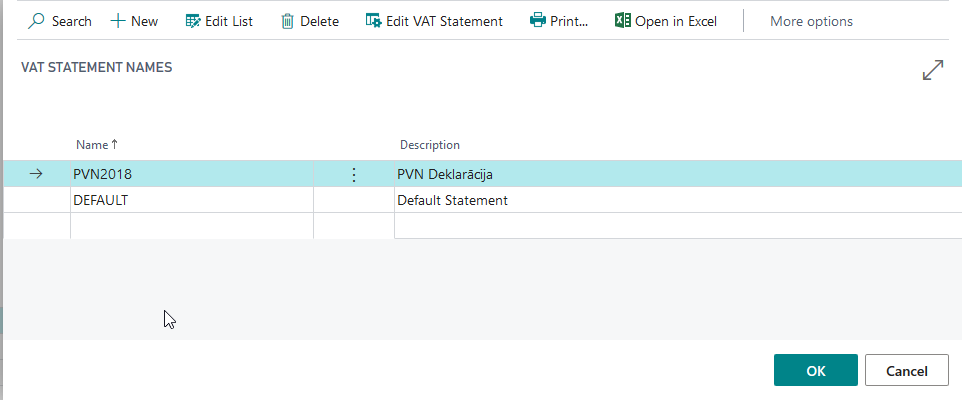 Search New Edit List Delete Edit VAT Statement Print... Open in Excel More options
VAT STATEMENT NAMES
Name↑ Description
PVN2018 PVN Deklarācija
DEFAULT Default Statement
OK Cancel